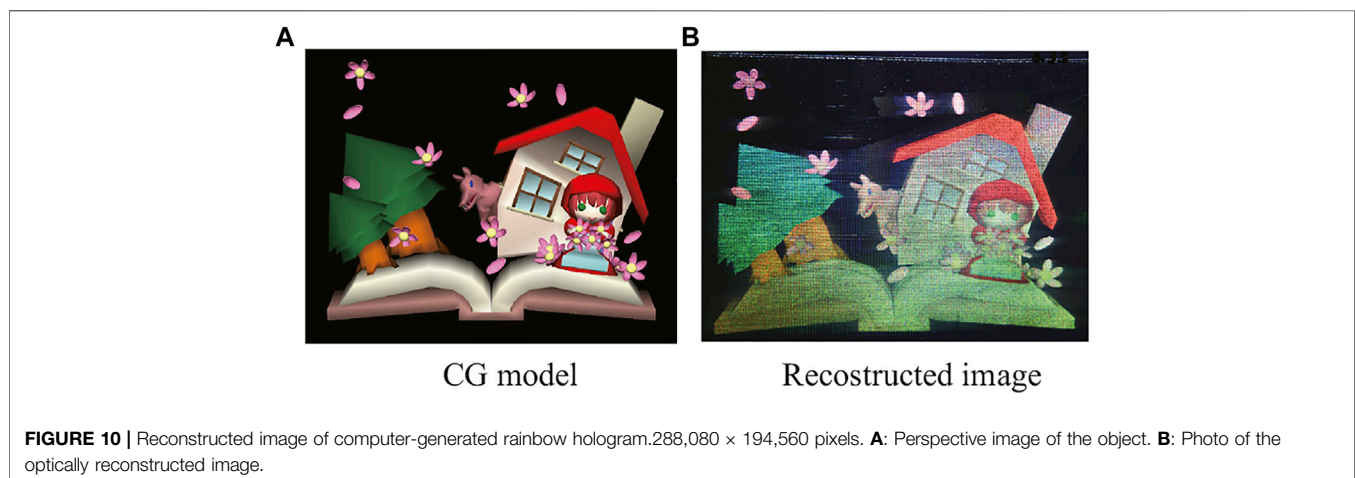 A
B
CG model
Recostructed image
FIGURE 10 | Reconstructed image of computer-generated rainbow hologram.288,080 × 194,560 pixels. A: Perspective image of the object. B: Photo of the
optically reconstructed image.